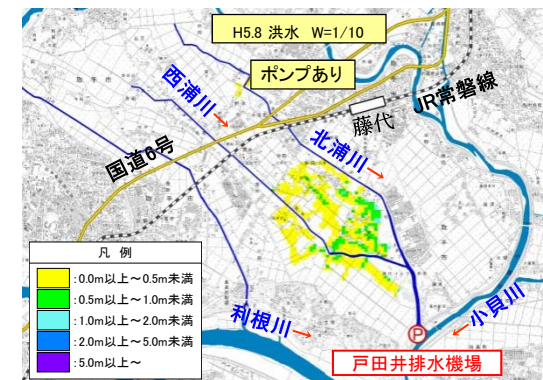 H5.8 洪水 W=1/10
ポンプあり
西浦川
JR常磐線
藤代
国道6号
北浦川
凡 例
:0.0m以上～0.5m未満
:0.5m以上～1.0m未満
:1.0m以上～2.0m未満
:2.0m以上～5.0m未満
:5.0m以上～
利根川
小貝川
P
戸田井排水機場